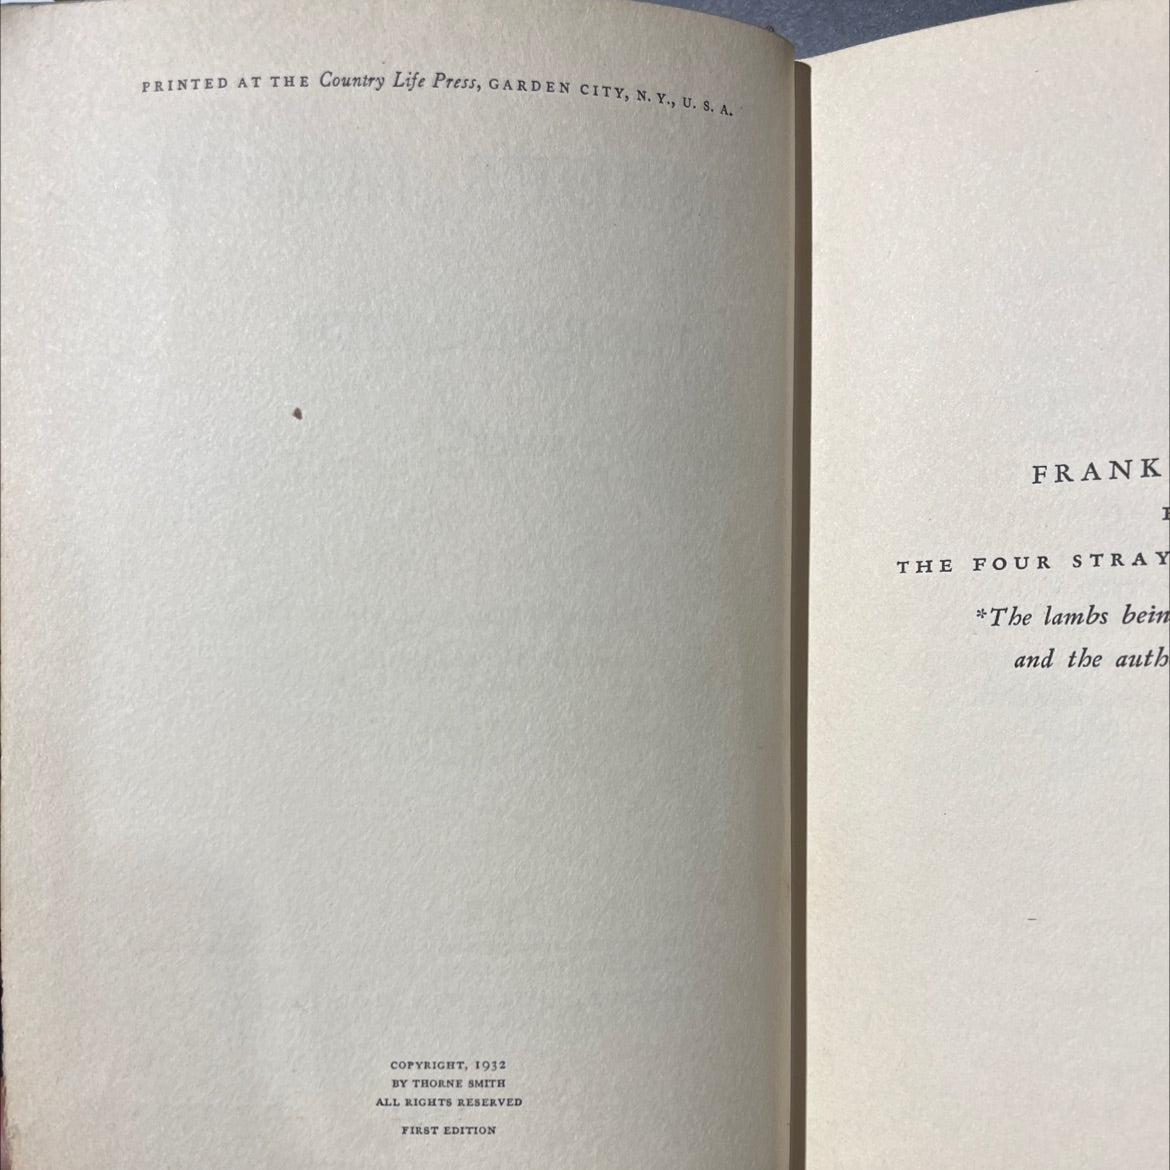 PRINTED AT THE Country Life Press, GARDEN CITY, N. Y., U. S. A.
COPYRIGHT, 1932
BY THORNE SMITH
ALL RIGHTS RESERVED
FIRST EDITION
FRANK
THE FOUR STRAY
*The lambs bein
and the auth